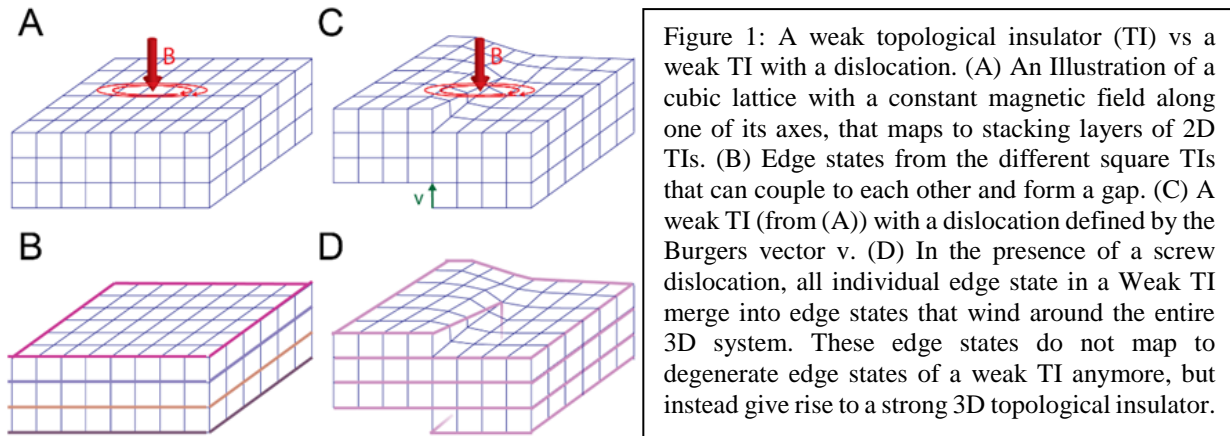 A
B
C
B
v
B
D
Figure 1: A weak topological insulator (TI) vs a
weak TI with a dislocation. (A) An Illustration of a
cubic lattice with a constant magnetic field along
one of its axes, that maps to stacking layers of 2D
TIs. (B) Edge states from the different square TIs
that can couple to each other and form a gap. (C) A
weak TI (from (A)) with a dislocation defined by the
Burgers vector v. (D) In the presence of a screw
dislocation, all individual edge state in a Weak TI
merge into edge states that wind around the entire
3D system. These edge states do not map to
degenerate edge states of a weak TI anymore, but
instead give rise to a strong 3D topological insulator.